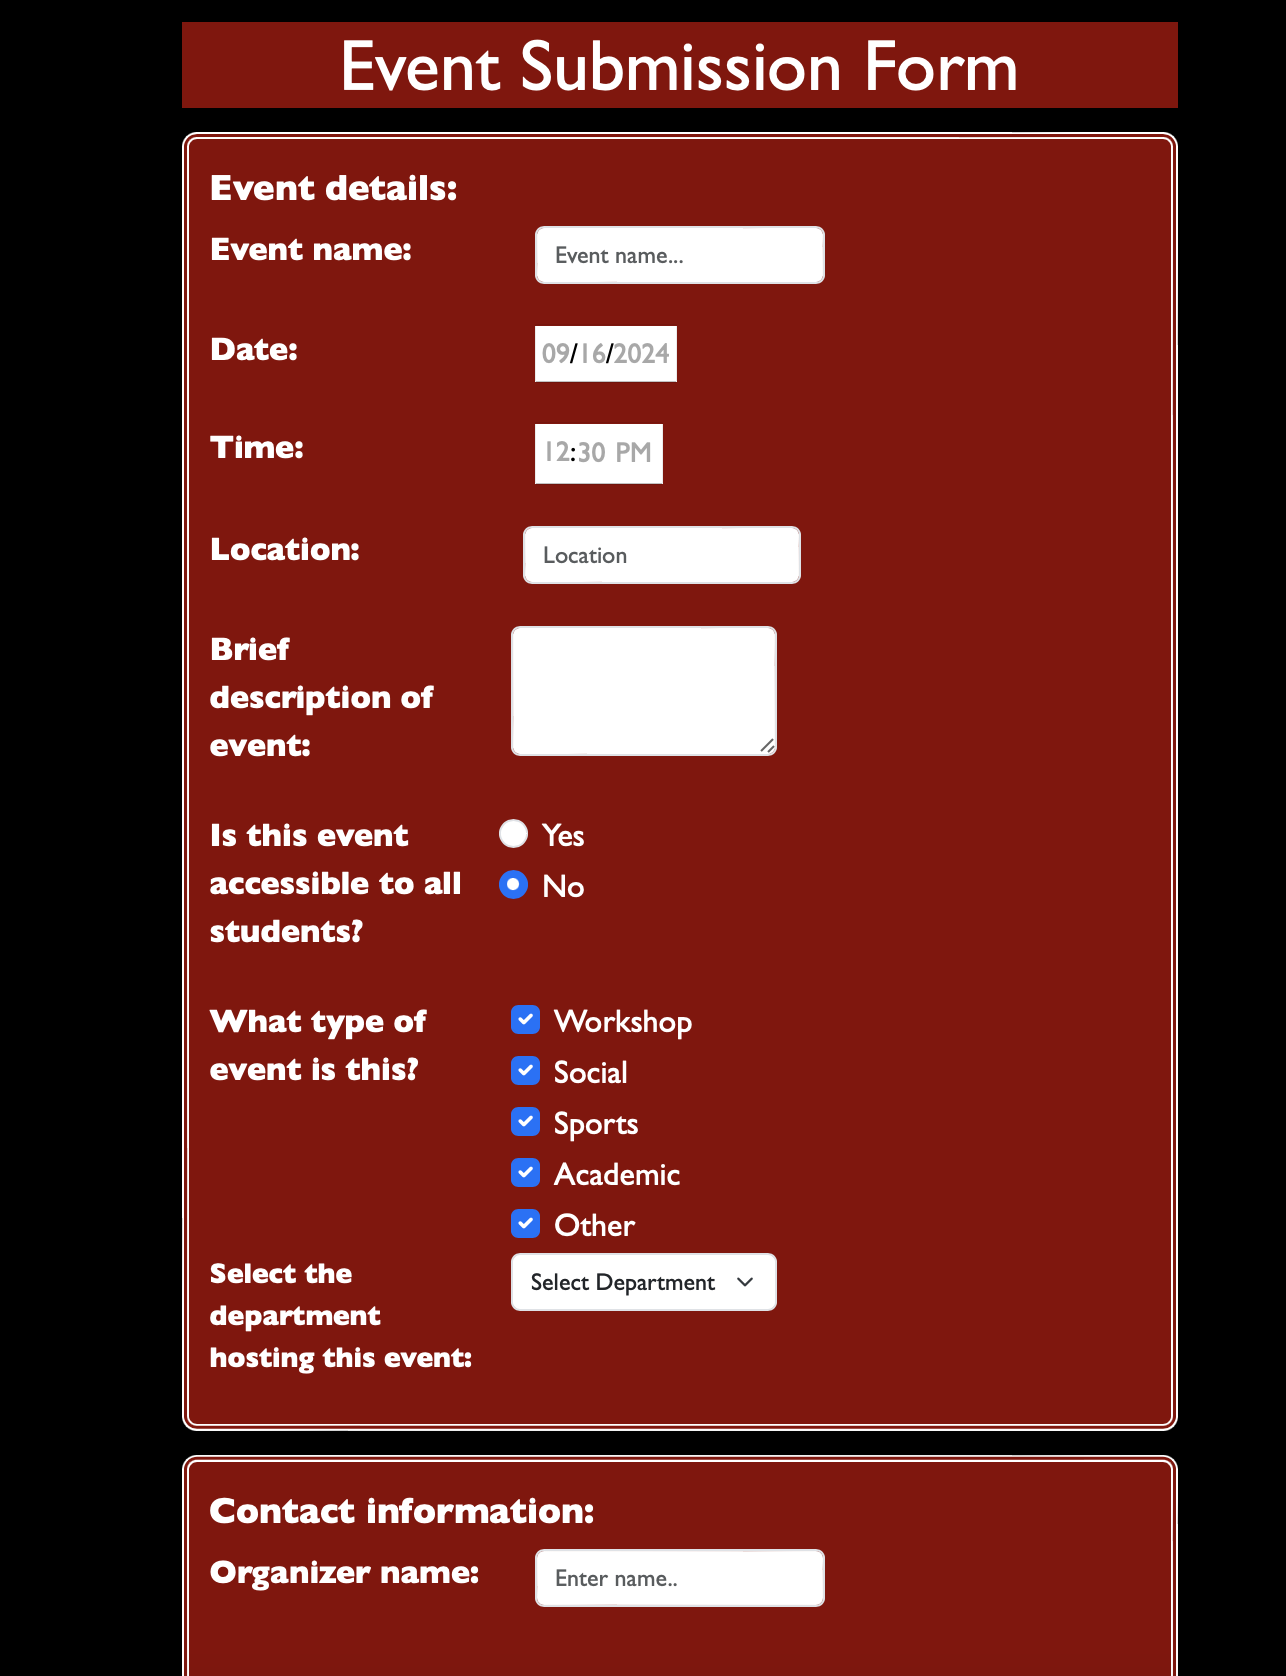 Event Submission Form
Event details:
Event name:
Event name...
Date:
09/16/2024
Time:
12:30 PM
Location:
Location
Brief
description of
event:
Is this event
accessible to all
students?
Yes
No
What type of
event is this?
Workshop
Social
Sports
Academic
Other
Select the
department
hosting this event:
Select Department
Contact information:
Organizer name:
Enter name..